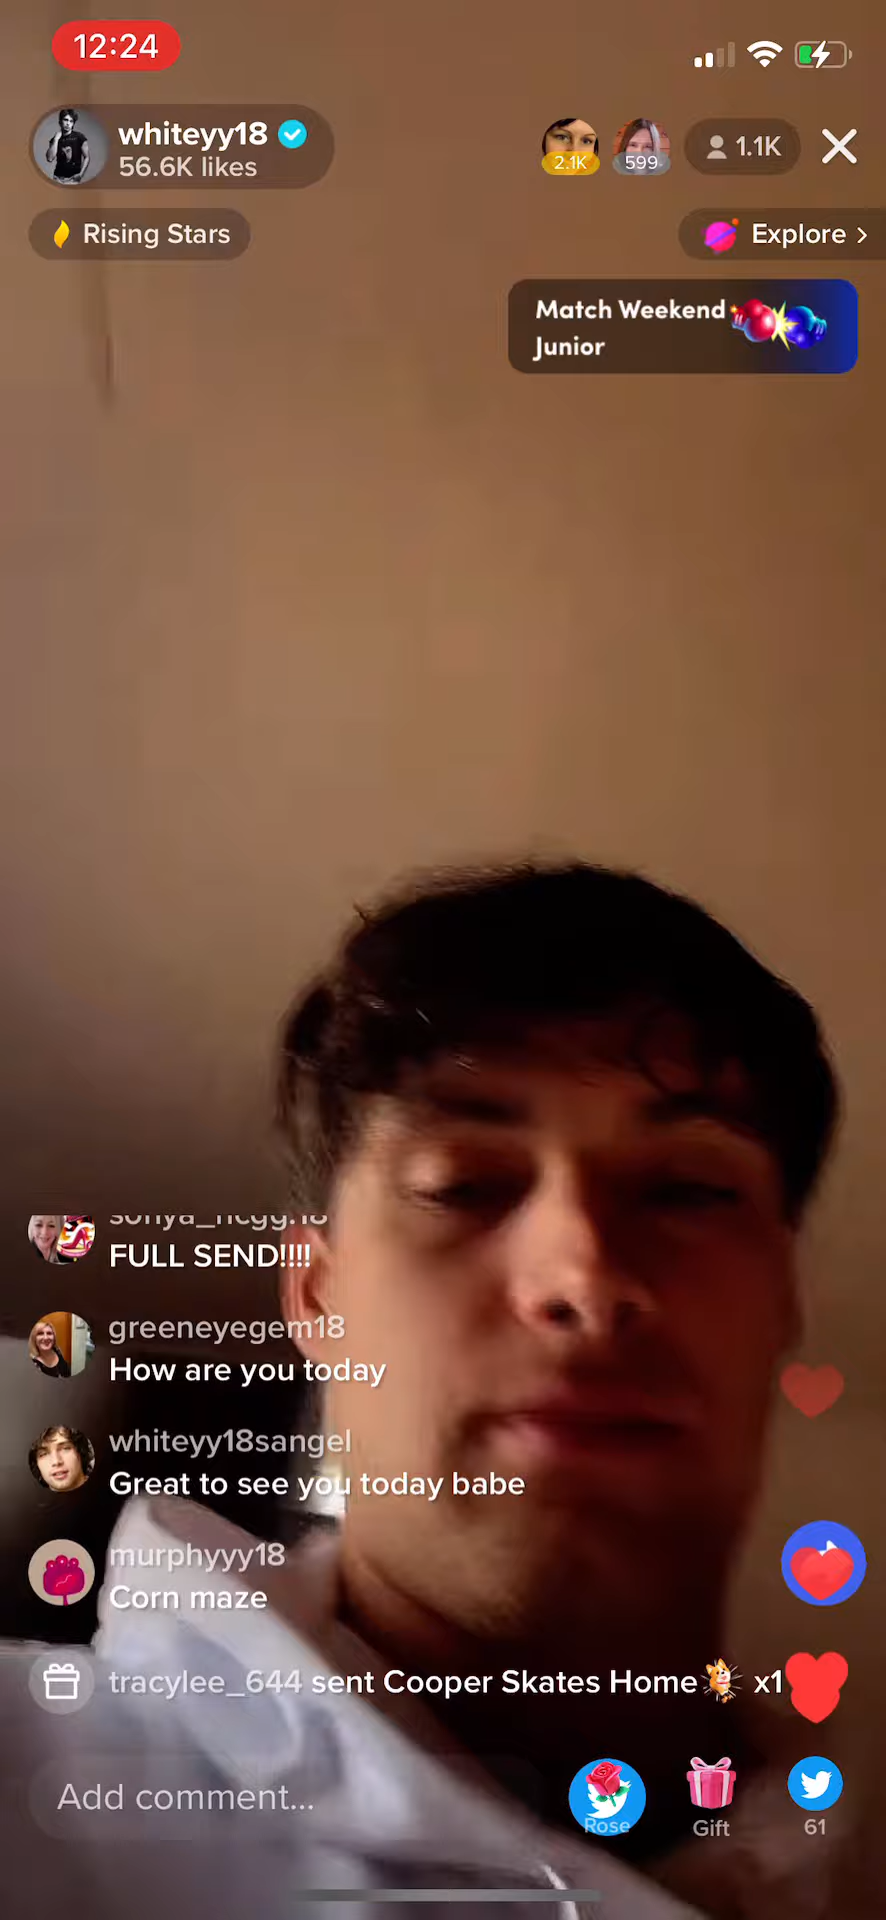 12:24
whiteyy18
56.6K likes
2.1K
599
1.1K
Rising Stars
Explore >
Match Weekend
Junior
FULL SEND!!!!
greeneyegem18
How are you today
whiteyy18sangel
Great to see you today babe
murphyyy18
Corn maze
tracylee_644 sent Cooper Skates Home x1
Add comment...
Rose
Gift
61